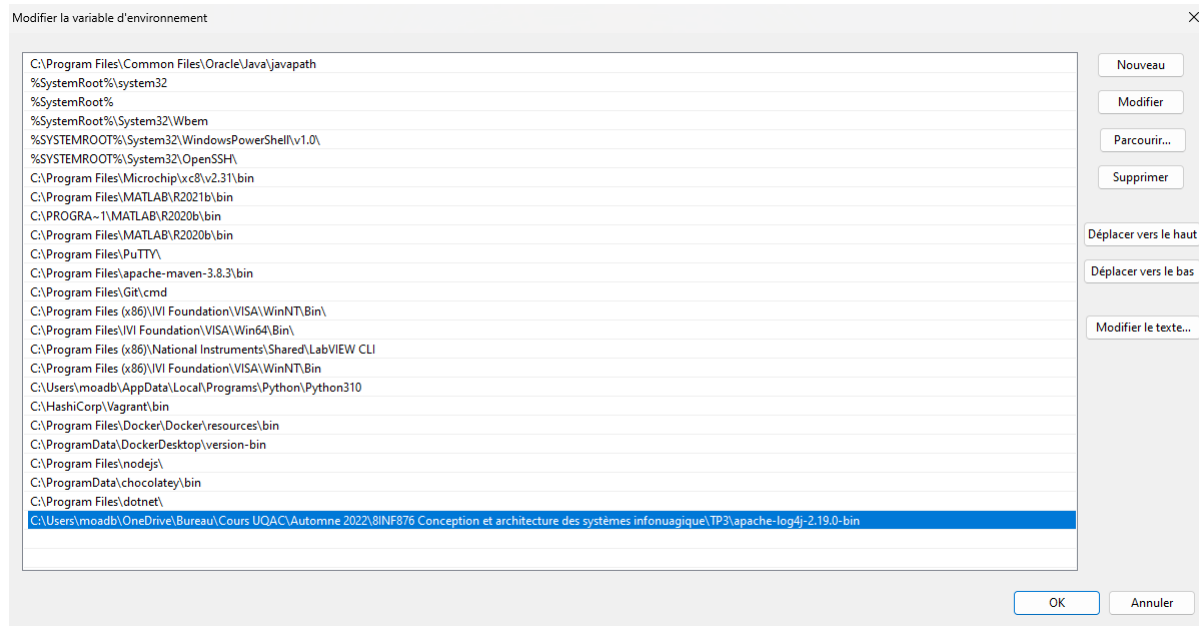 Modifier la variable d'environnement
C:\Program Files\Common Files\Oracle\Java\javapath
%SystemRoot%\system32
%SystemRoot%
%SystemRoot%\System32\Wbem
%SYSTEMROOT%\System32\WindowsPowerShell\v1.0\
%SYSTEMROOT%\System32\OpenSSH\
C:\Program Files\Microchip\xc8\v2.31\bin
C:\Program Files\MATLAB\R2021b\bin
C:\PROGRA~1\MATLAB\R2020b\bin
C:\Program Files\MATLAB\R2020b\bin
C:\Program Files\PuTTY\
C:\Program Files\apache-maven-3.8.3\bin
C:\Program Files\Git\cmd
C:\Program Files (x86)\IVI Foundation\VISA\WinNT\Bin\
C:\Program Files\IVI Foundation\VISA\Win64\Bin\
C:\Program Files (x86)\National Instruments\Shared\LabVIEW CLI
C:\Program Files (x86)\IVI Foundation\VISA\WinNT\Bin
C:\Users\moadb\AppData\Local\Programs\Python\Python310
C:\HashiCorp\Vagrant\bin
C:\Program Files\Docker\Docker\resources\bin
C:\ProgramData\DockerDesktop\version-bin
C:\Program Files\nodejs\
C:\ProgramData\chocolatey\bin
C:\Program Files\dotnet\
C:\Users\moadb\OneDrive\Bureau\Cours UQAC\Automne 2022\8INF876 Conception et architecture des systèmes infonuagique\TP3\apache-log4j-2.19.0-bin
Nouveau
Modifier
Parcourir...
Supprimer
Déplacer vers le haut
Déplacer vers le bas
Modifier le texte...
OK
Annuler